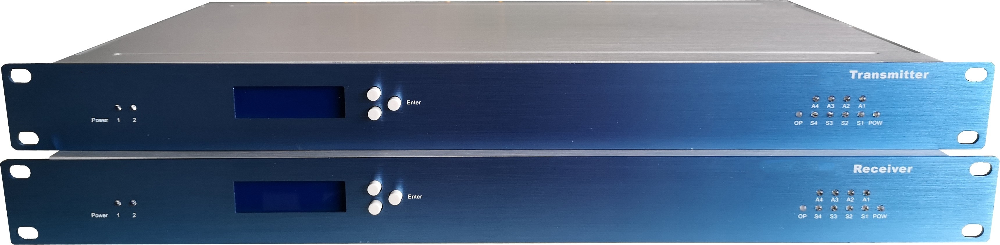 Transmitter
Enter
A4 A3 A2 A1
Power 1 2
OP S4 S3 S2 S1 POW
Receiver
Enter
A4 A3 A2 A1
Power 1 2
OP S4 S3 S2 S1 POW